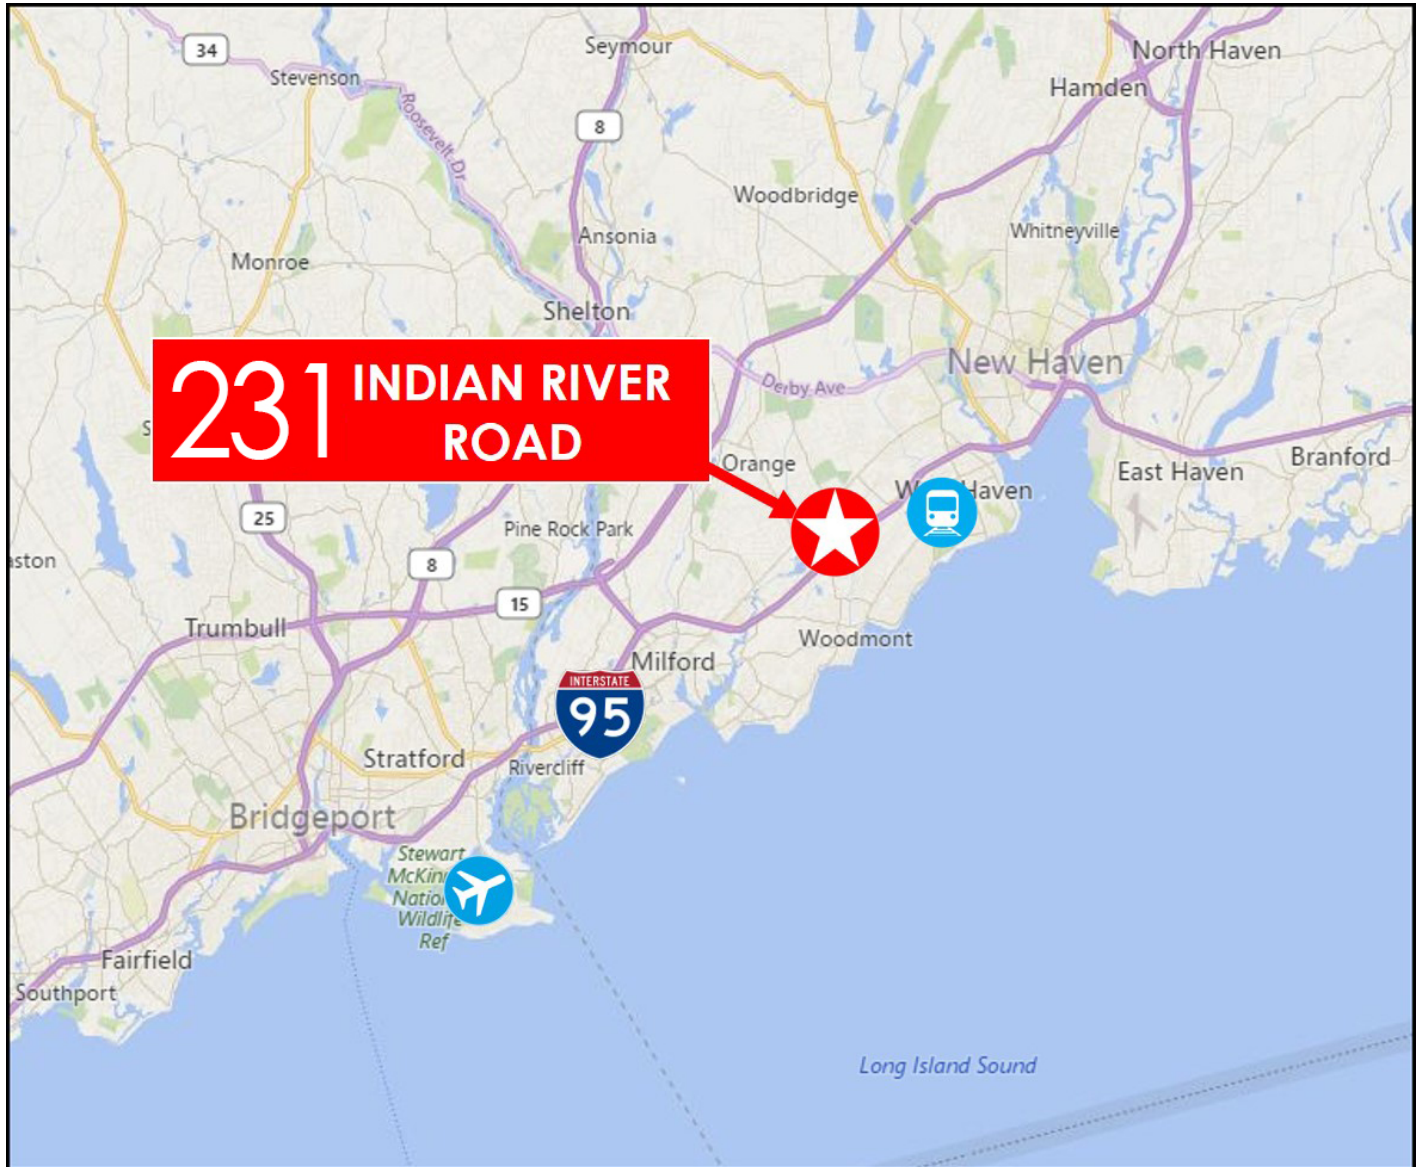 34
Seymour
North Haven
Stevenson
Hamden
Roosevelt Dr
8
Woodbridge
Whitneyville
Ansonia
Monroe
Shelton
New Haven
Derby Ave
231 INDIAN RIVER
ROAD
Orange
Branford
East Haven
Haven
25
Pine Rock Park
8
15
Trumbull
Woodmont
Milford
INTERSTATE
95
Stratford
Rivercliff
Bridgeport
Stewart
Wildlife
Ref
Fairfield
Southport
Long Island Sound